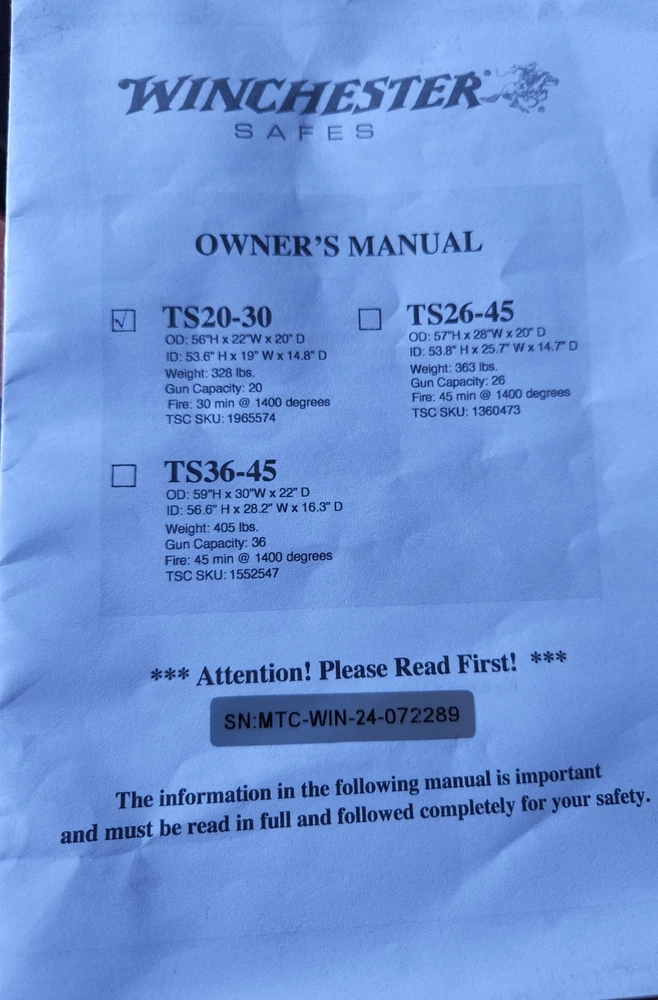 WINCHESTER
SAFES
OWNER'S MANUAL
TS20-30
OD: 56"H x 22"W x 20" D
ID: 53.6" H x 19" W x 14.8" D
Weight: 328 lbs.
Gun Capacity: 20
Fire: 30 min @ 1400 degrees
TSC SKU: 1965574
TS26-45
OD: 57"H x 28"W x 20" D
ID: 53.8" H x 25.7" W x 14.7" D
Weight: 363 lbs.
Gun Capacity: 26
Fire: 45 min @ 1400 degrees
TSC SKU: 1360473
TS36-45
OD: 59"H x 30"W x 22" D
ID: 56.6" H x 28.2" W x 16.3" D
Weight: 405 lbs.
Gun Capacity: 36
Fire: 45 min @ 1400 degrees
TSC SKU: 1552547
*** Attention! Please Read First! ***
SN:MTC-WIN-24-072289
The information in the following manual is important
and must be read in full and followed completely for your safety.